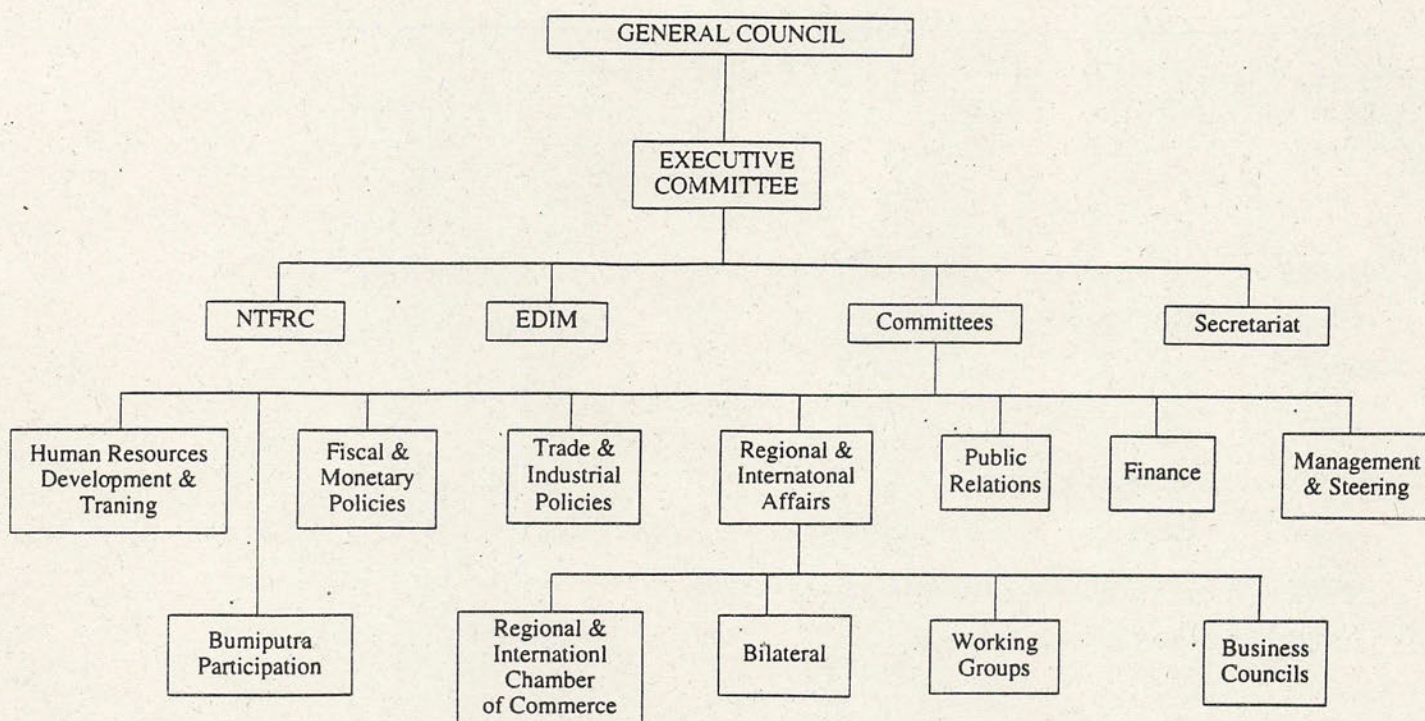 GENERAL COUNCIL
EXECUTIVE
COMMITTEE
NTFRC
EDIM
Committees
Secretariat
Human Resources
Development &
Traning
Fiscal &
Monetary
Policies
Trade &
Industrial
Policies
Regional &
Internatonal
Affairs
Public
Relations
Finance
Management
& Steering
Bumiputra
Participation
Regional &
Internationl
Chamber
of Commerce
Bilateral
Working
Groups
Business
Councils